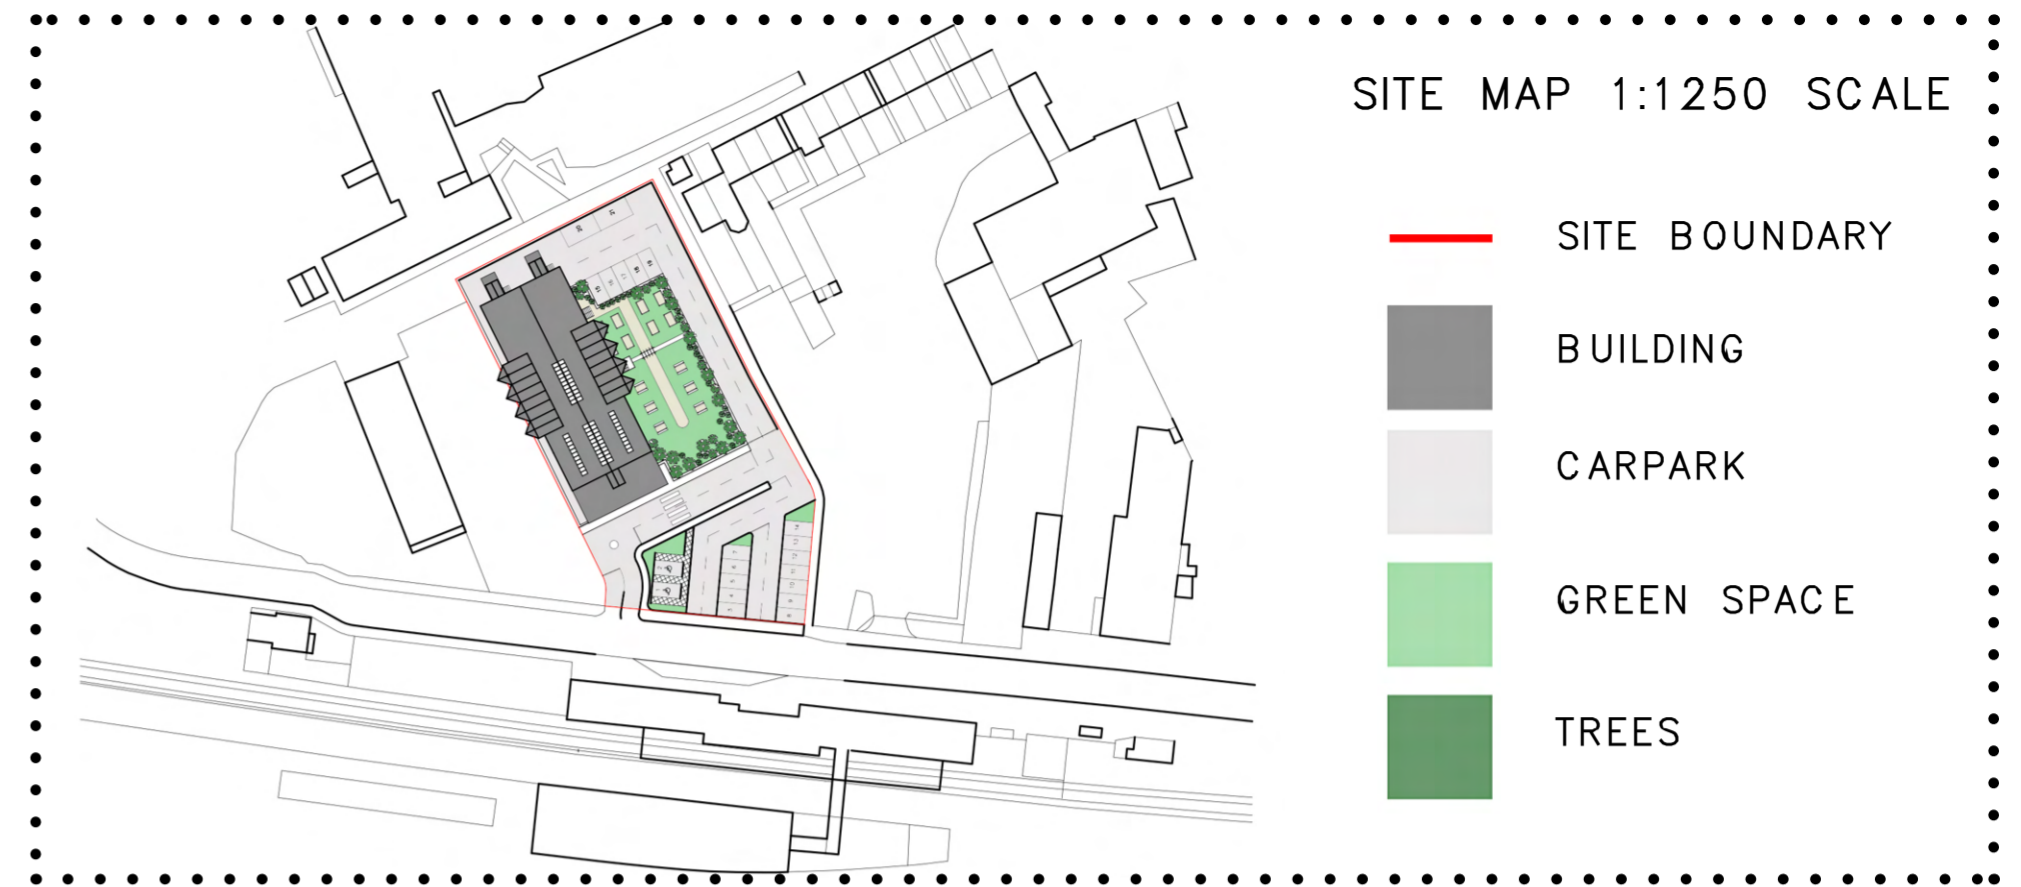 SITE MAP 1:1250 SCALE
SITE BOUNDARY
BUILDING
CARPARK
GREEN SPACE
TREES